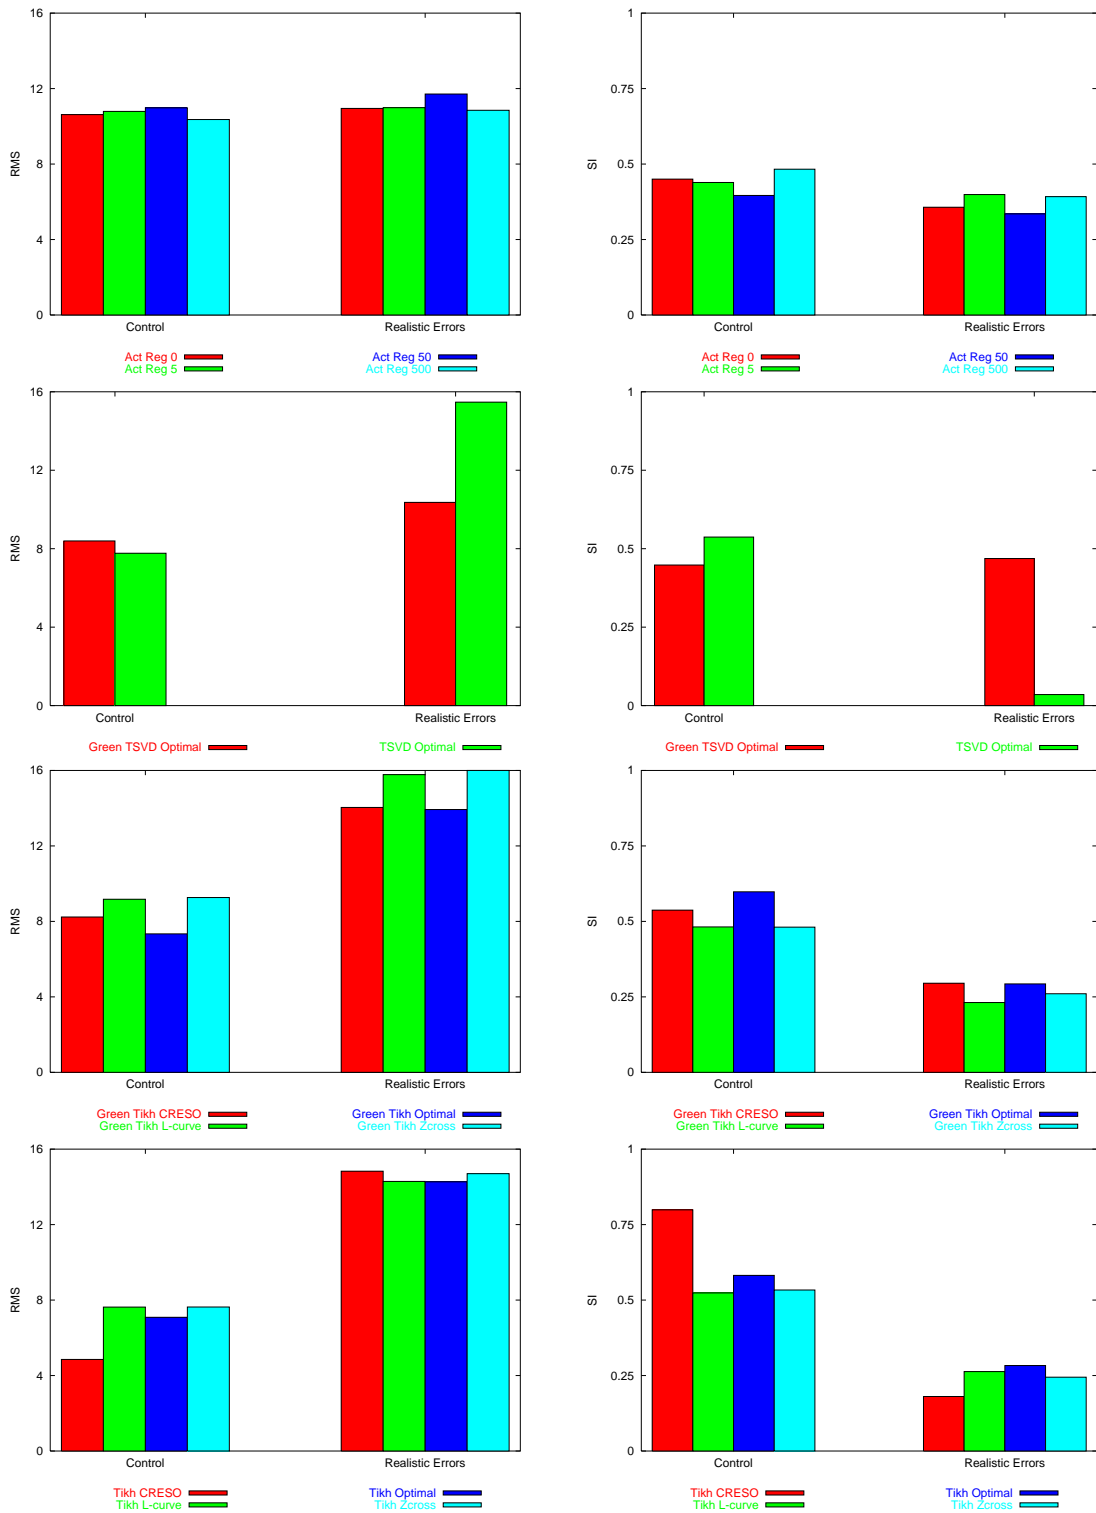 16
12
8
4
0
RMS
Control
Realistic Errors
Act Reg 0
Act Reg 5
Act Reg 50
Act Reg 500
1
0.75
0.5
0.25
0
SI
Control
Realistic Errors
Act Reg 0
Act Reg 5
Act Reg 50
Act Reg 500
16
12
8
4
0
RMS
Control
Realistic Errors
Green TSVD Optimal
TSVD Optimal
1
0.75
0.5
0.25
0
SI
Control
Realistic Errors
Green TSVD Optimal
TSVD Optimal
16
12
8
4
0
RMS
Control
Realistic Errors
Green Tikh CRESO
Green Tikh L-curve
Green Tikh Optimal
Green Tikh Zcross
1
0.75
0.5
0.25
0
SI
Control
Realistic Errors
Green Tikh CRESO
Green Tikh L-curve
Green Tikh Optimal
Green Tikh Zcross
16
12
8
4
0
RMS
Control
Realistic Errors
Tikh CRESO
Tikh L-curve
Tikh Optimal
Tikh Zcross
1
0.75
0.5
0.25
0
SI
Control
Realistic Errors
Tikh CRESO
Tikh L-curve
Tikh Optimal
Tikh Zcross